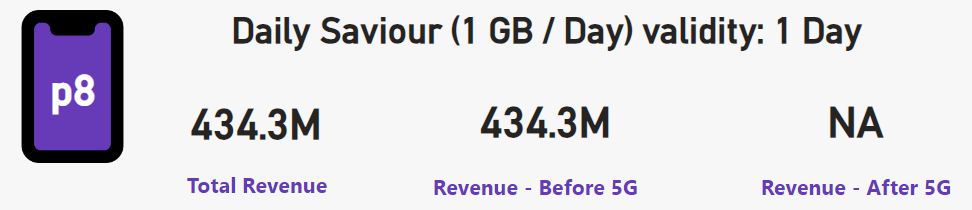 Daily Saviour (1 GB / Day) validity: 1 Day
p8
434.3M
434.3M
NA
Total Revenue
Revenue - Before 5G
Revenue - After 5G